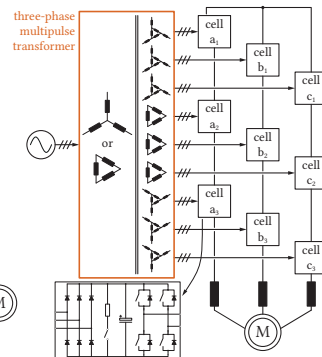 three-phase
multipulse
transformer
or
cell
a1
cell
b1
cell
c1
cell
a2
cell
b2
cell
c2
cell
a3
cell
b3
cell
c3
+
M
M